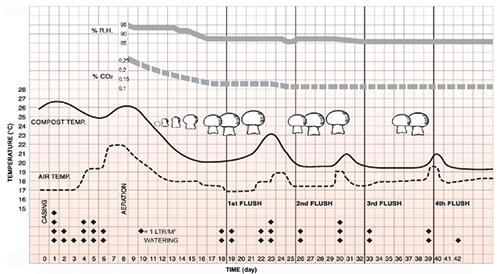 % R.H.
95
90
85
% CO₂
0,25
0,2
0,15
0,1
TEMPERATURE (°C)
28
27
26
25
24
23
22
21
20
19
18
17
16
15
COMPOST TEMP.
AIR TEMP.
CASING
AERATION
1st FLUSH
2nd FLUSH
3rd FLUSH
4th FLUSH
= 1 LTR/M²
WATERING
0 1 2 3 4 5 6 7 8 9 10 11 12 13 14 15 16 17 18 19 20 21 22 23 24 25 26 27 28 29 30 31 32 33 34 35 36 37 38 39 40 41 42
TIME (day)